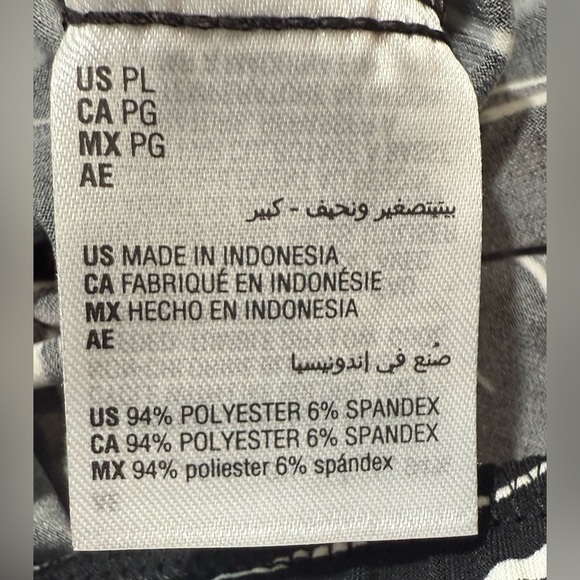 US PL
CA PG
MX PG
AE
بيتيتصغير ونحيف - كبير
US MADE IN INDONESIA
CA FABRIQUÉ EN INDONÉSIE
MX HECHO EN INDONESIA
AE
صُنع في إندونيسيا
US 94% POLYESTER 6% SPANDEX
CA 94% POLYESTER 6% SPANDEX
MX 94% poliester 6% spándex